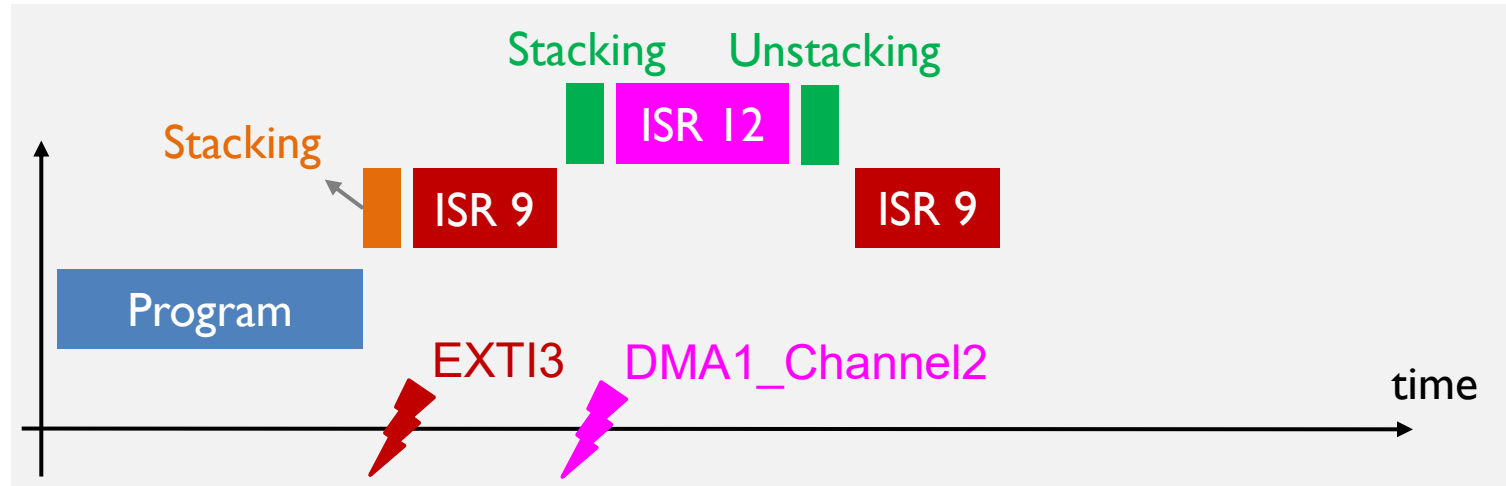 Stacking Unstacking
ISR 12
Stacking
ISR 9 ISR 9
Program
EXTI3 DMA1_Channel2
time